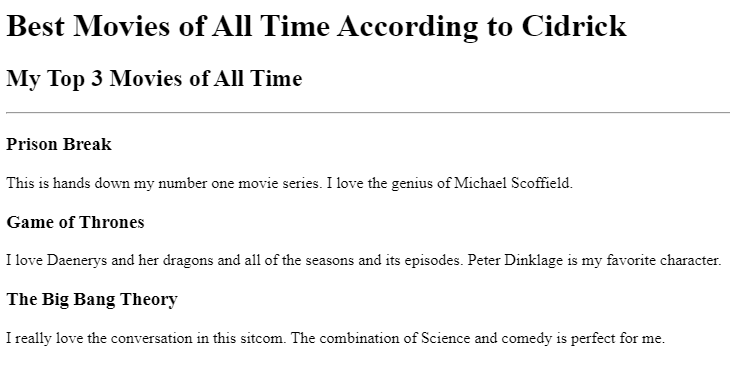 Best Movies of All Time According to Cidrick
My Top 3 Movies of All Time
Prison Break
This is hands down my number one movie series. I love the genius of Michael Scoffield.
Game of Thrones
I love Daenerys and her dragons and all of the seasons and its episodes. Peter Dinklage is my favorite character.
The Big Bang Theory
I really love the conversation in this sitcom. The combination of Science and comedy is perfect for me.